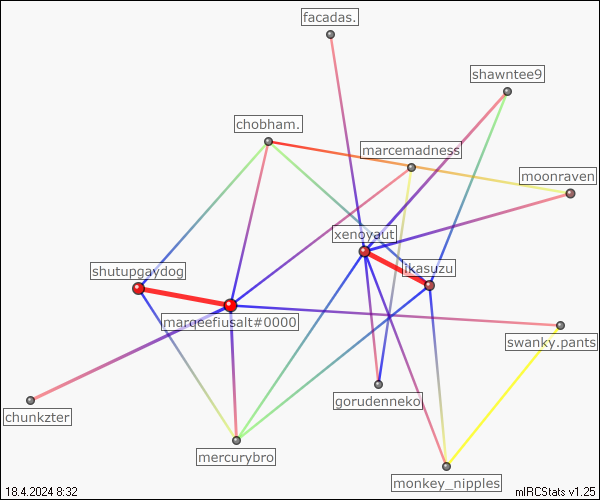 facadas.
shawntee9
chobham.
marcemadness
moonraven
xenoyaut
ikasuzu
shutupgaydog
marqeefiusalt#0000
swanky.pants
gorudenneko
chunkzter
mercurybro
monkey_nipples
18.4.2024 8:32
mIRCStats v1.25